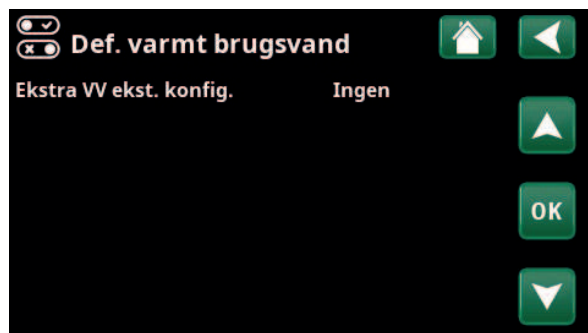 Def. varmt brugsvand
Ekstra VV ekst. konfig. Ingen
OK